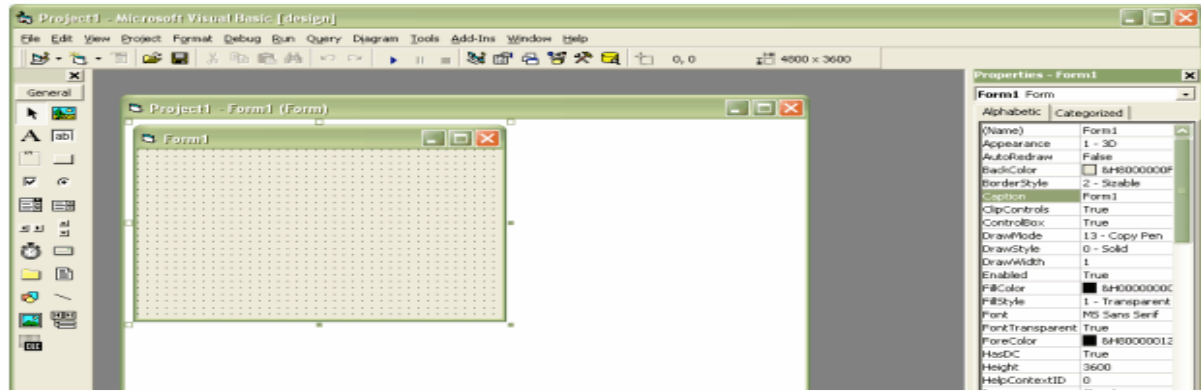 Project1 - Microsoft Visual Basic [design]
File Edit View Project Format Debug Run Query Diagram Tools Add-Ins Window Help
0, 0 4800 x 3600
General
A ab|
Project1 - Form1 (Form)
Form1
Properties - Form1
Form1 Form
Alphabetic Categorized
(Name) Form1
Appearance 1 - 3D
AutoRedraw False
BackColor &H8000000F
BorderStyle 2 - Sizable
Caption Form1
ClipControls True
ControlBox True
DrawMode 13 - Copy Pen
DrawStyle 0 - Solid
DrawWidth 1
Enabled True
FillColor &H0000000C
FillStyle 1 - Transparent
Font MS Sans Serif
FontTransparent True
ForeColor &H80000012
HasDC True
Height 3600
HelpContextID 0